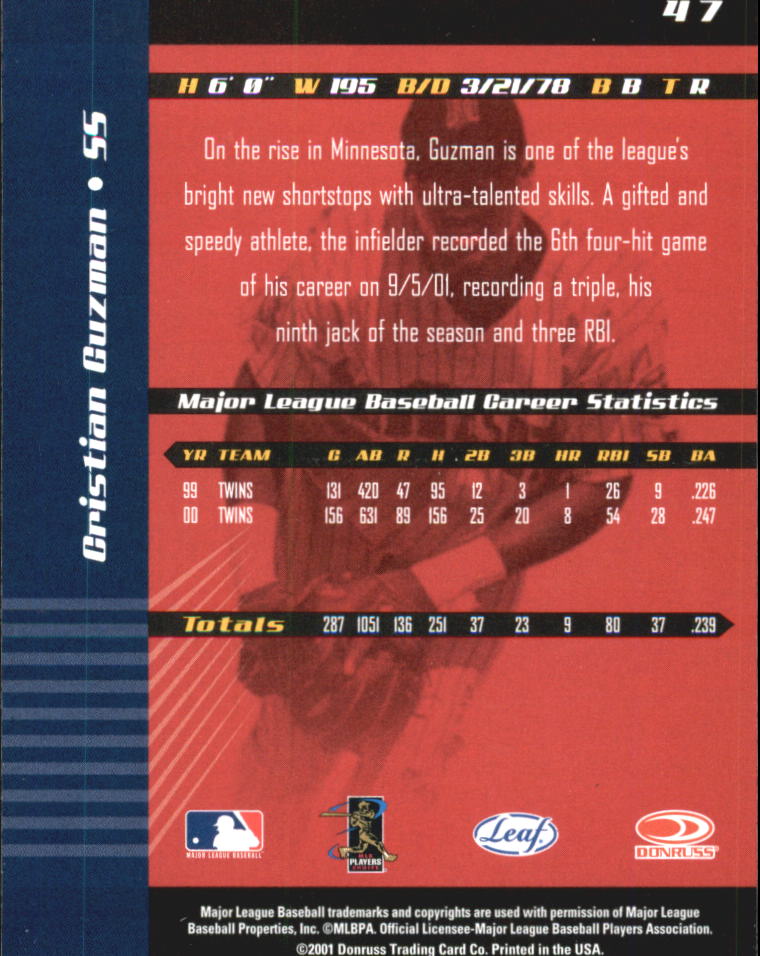 47
H 6' 0" W 195 B/D 3/21/78 B B T R
Cristian Guzman • SS
On the rise in Minnesota, Guzman is one of the league's
bright new shortstops with ultra-talented skills. A gifted and
speedy athlete, the infielder recorded the 6th four-hit game
of his career on 9/5/01, recording a triple, his
ninth jack of the season and three RBI.
Major League Baseball Career Statistics
YR TEAM G AB R H 2B 3B HR RBI SB BA
99 TWINS 131 420 47 95 12 3 1 26 9 .226
00 TWINS 156 631 89 156 25 20 8 54 28 .247
Totals 287 1051 136 251 37 23 9 80 37 .239
MAJOR LEAGUE BASEBALL
PLAYERS
CHOICE
Leaf
DONRUSS
Major League Baseball trademarks and copyrights are used with permission of Major League
Baseball Properties, Inc. ©MLBPA. Official Licensee-Major League Baseball Players Association.
©2001 Donruss Trading Card Co. Printed in the USA.